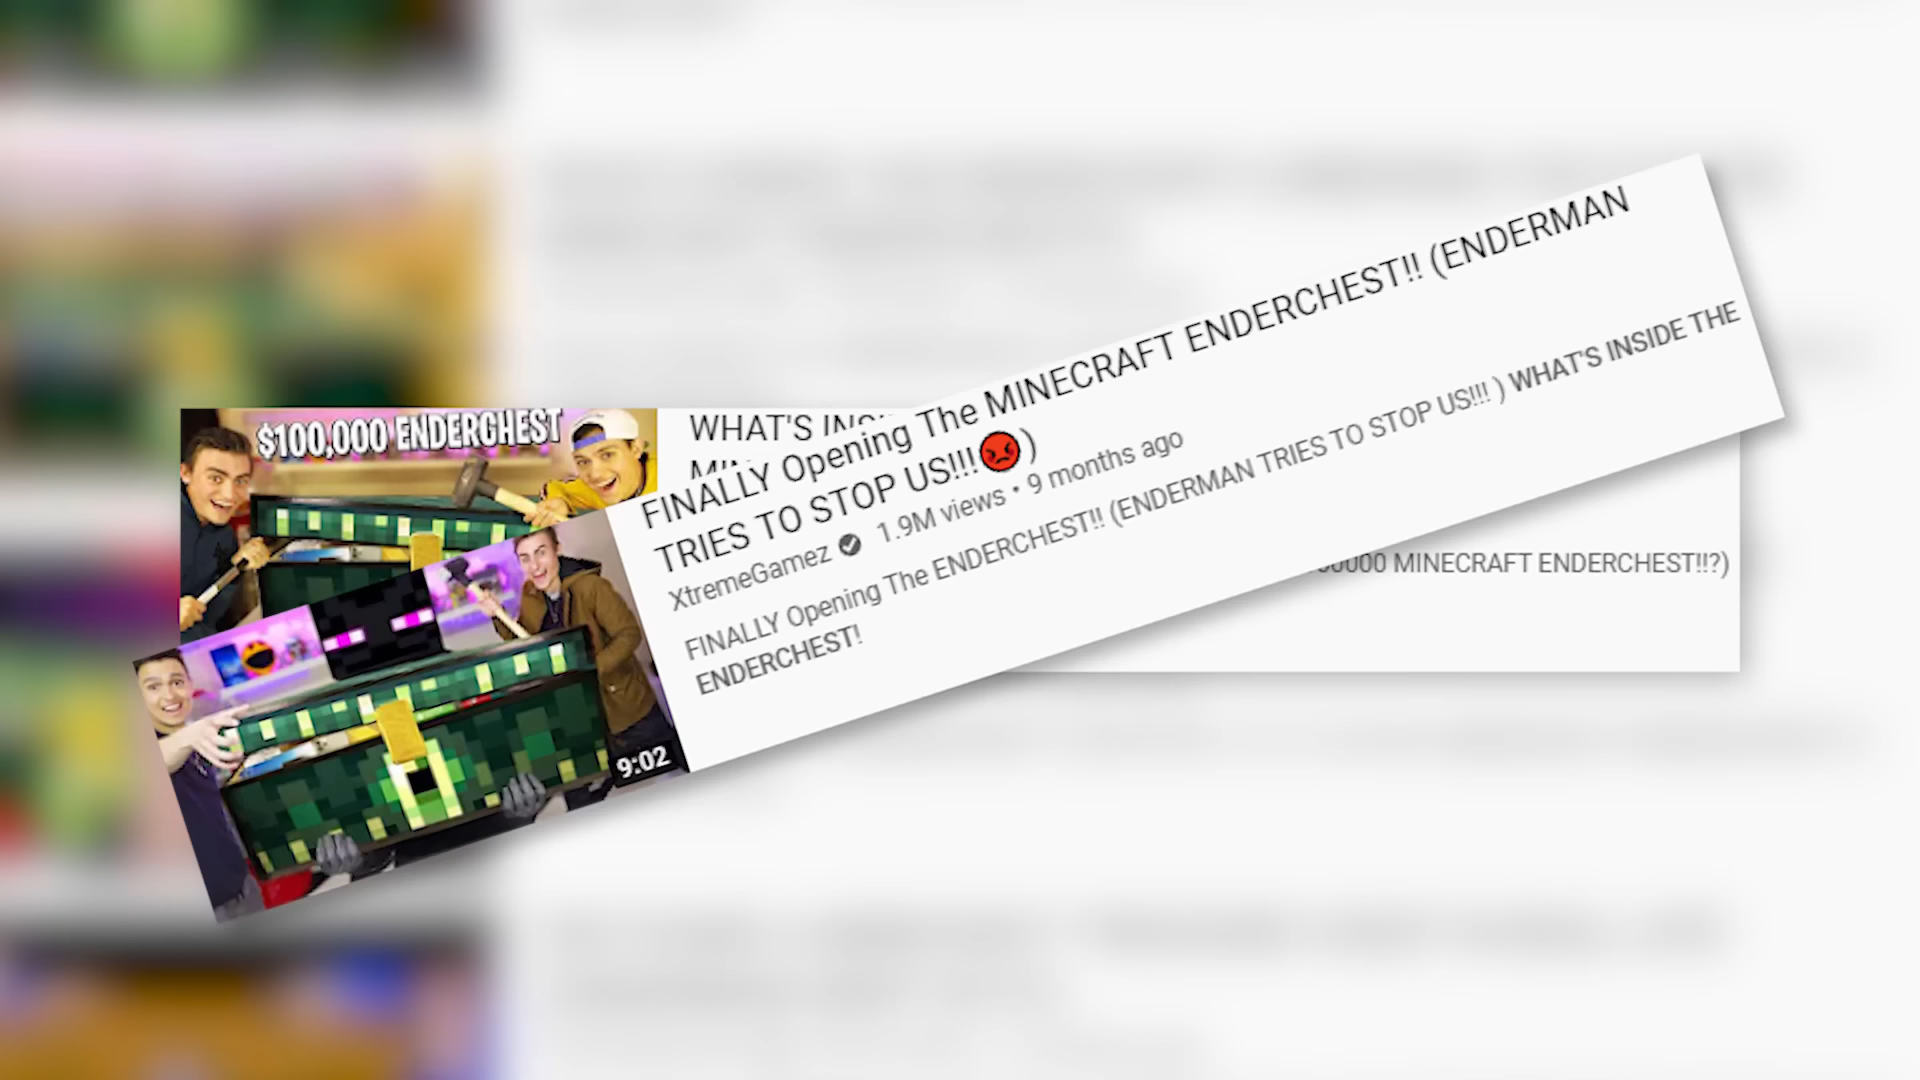 $100,000 ENDERCHEST
WHAT'S
FINALLY Opening The MINECRAFT ENDERCHEST!! (ENDERMAN
TRIES TO STOP US!!!😡)
XtremeGamez 1.9M views • 9 months ago
FINALLY Opening The ENDERCHEST!! (ENDERMAN TRIES TO STOP US!!! ) WHAT'S INSIDE THE
ENDERCHEST!
9:02
MINECRAFT ENDERCHEST!!?)